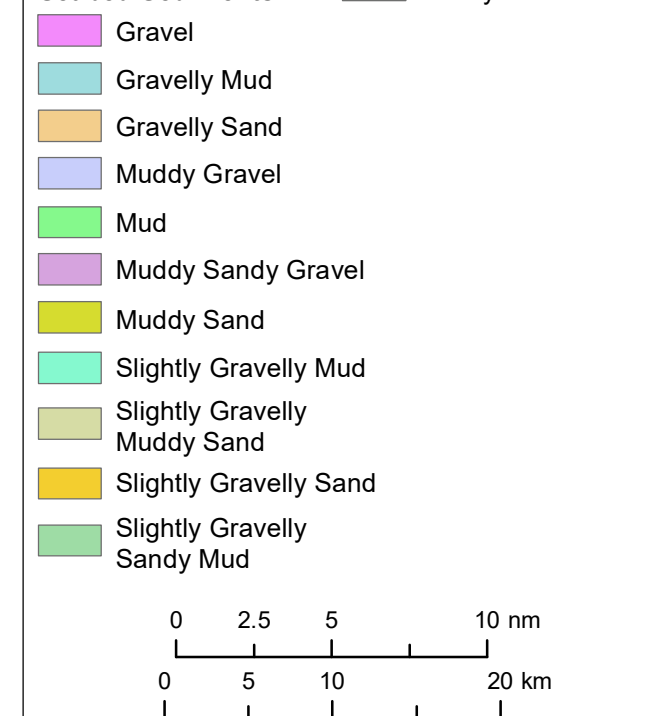 Gravel
Gravelly Mud
Gravelly Sand
Muddy Gravel
Mud
Muddy Sandy Gravel
Muddy Sand
Slightly Gravelly Mud
Slightly Gravelly
Muddy Sand
Slightly Gravelly Sand
Slightly Gravelly
Sandy Mud
0 2.5 5 10 nm
0 5 10 20 km